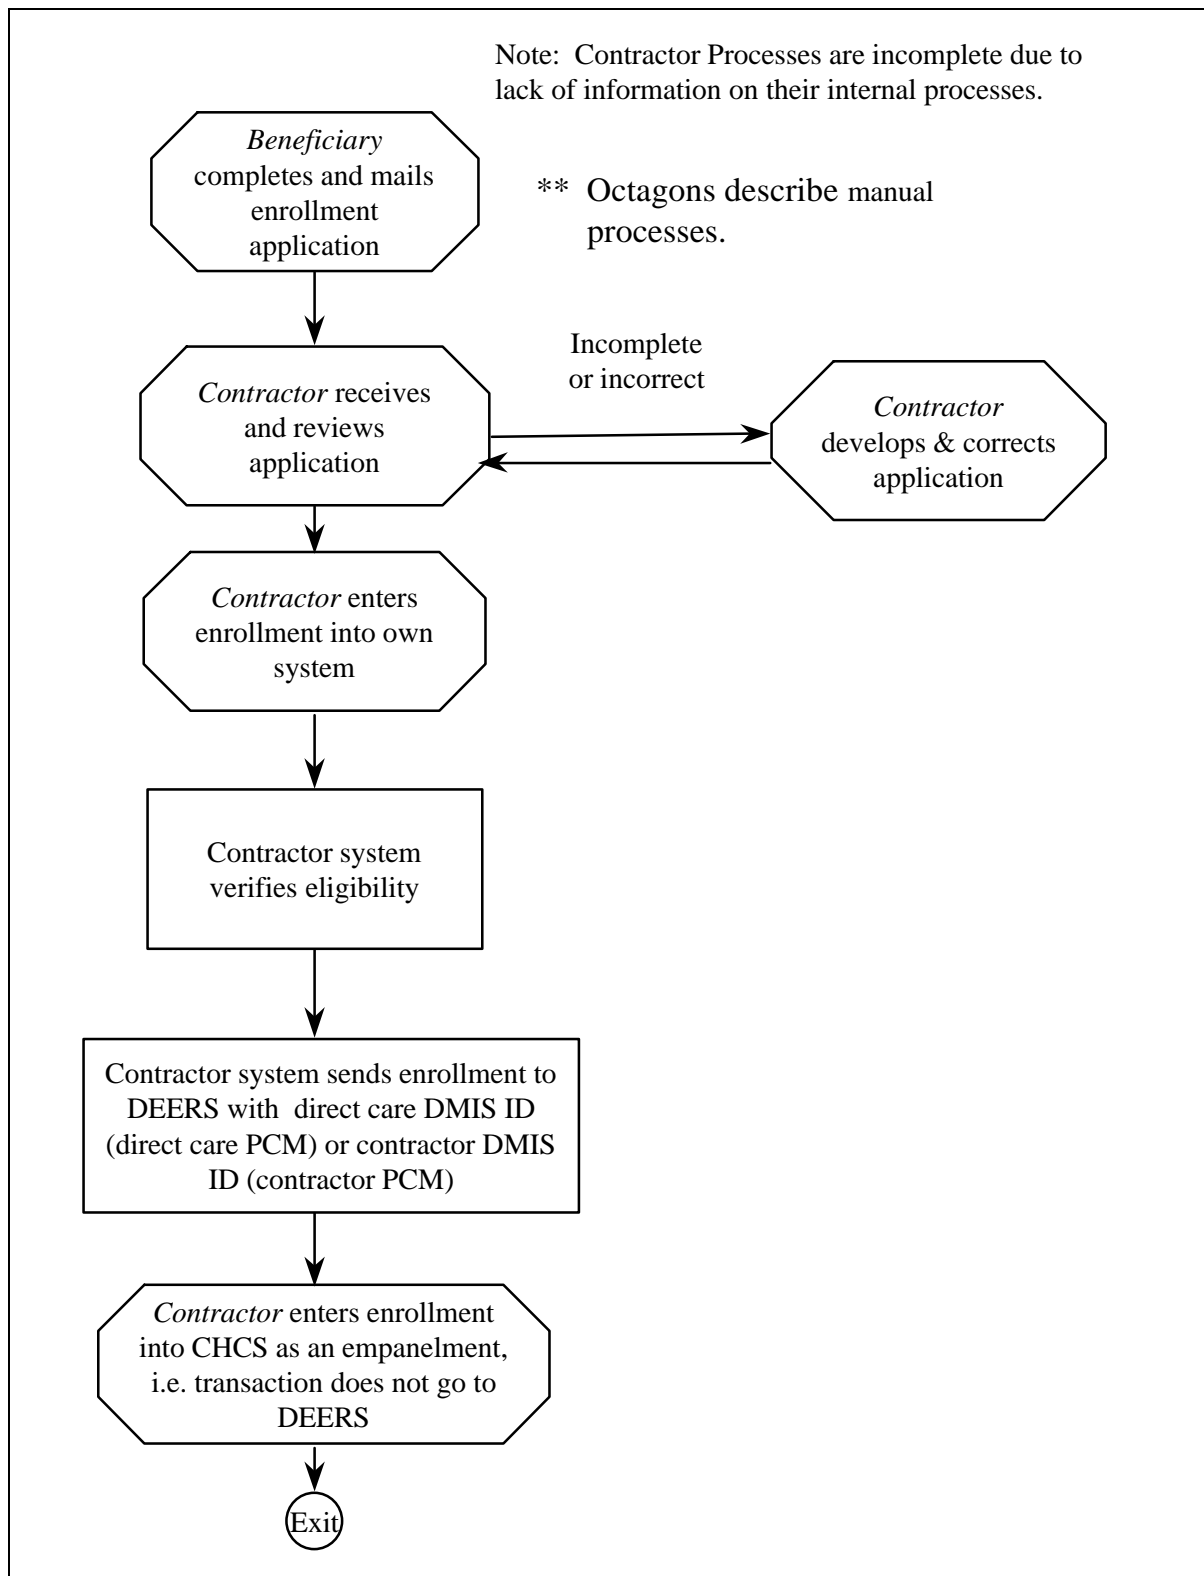 Note:  Contractor Processes are incomplete due to
lack of information on their internal processes.
Beneficiary
completes and mails
enrollment
application
**  Octagons describe manual
processes.
Incomplete
or incorrect
Contractor receives
and reviews
application
Contractor
develops & corrects
application
Contractor enters
enrollment into own
system
Contractor system
verifies eligibility
Contractor system sends enrollment to
DEERS with  direct care DMIS ID
(direct care PCM) or contractor DMIS
ID (contractor PCM)
Contractor enters enrollment
into CHCS as an empanelment,
i.e. transaction does not go to
DEERS
Exit